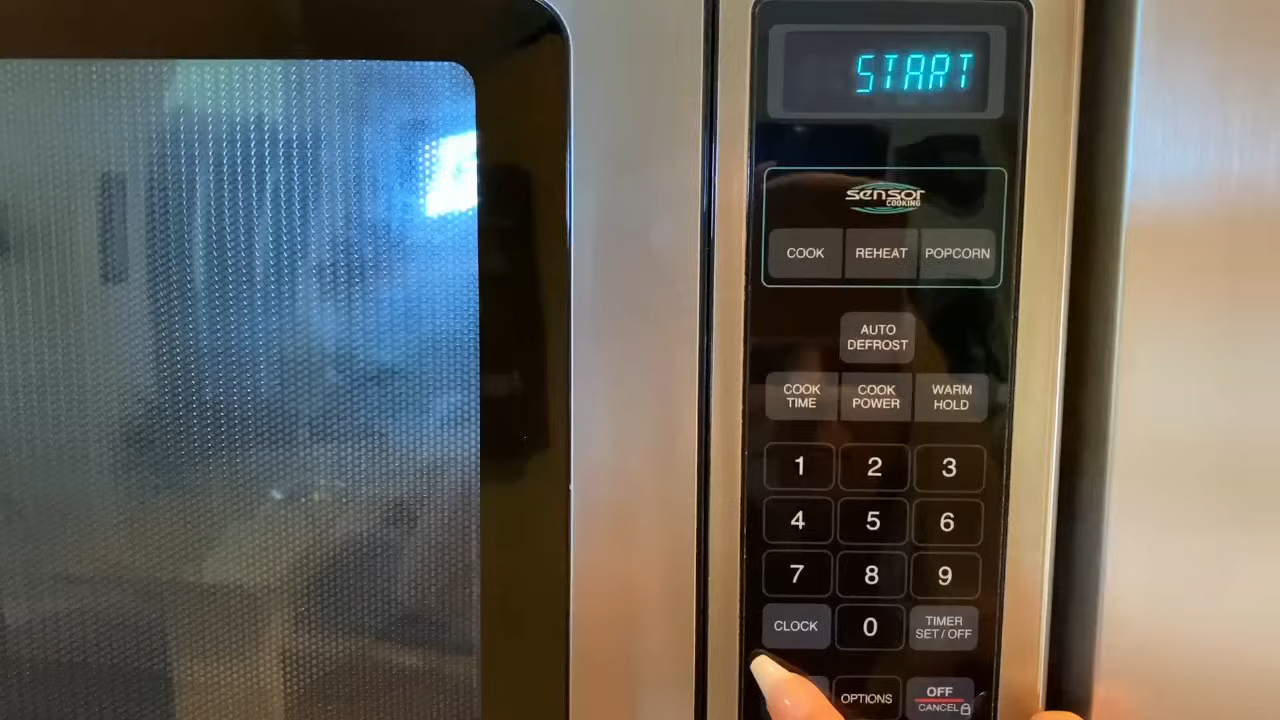 START
sensor
COOKING
COOK REHEAT POPCORN
AUTO
DEFROST
COOK
TIME
COOK
POWER
WARM
HOLD
1 2 3
4 5 6
7 8 9
CLOCK 0 TIMER
SET / OFF
OPTIONS OFF
CANCEL